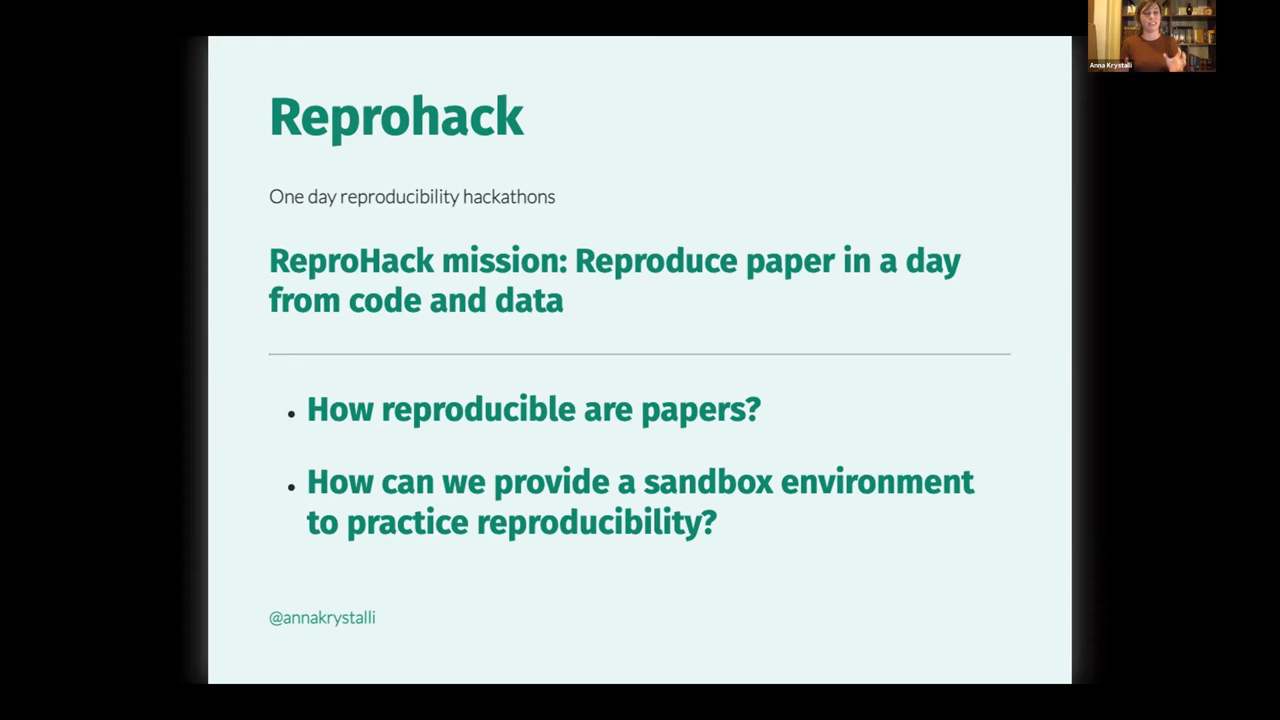 Anna Krystalli
Reprohack
One day reproducibility hackathons
ReproHack mission: Reproduce paper in a day
from code and data
• How reproducible are papers?
• How can we provide a sandbox environment
to practice reproducibility?
@annakrystalli